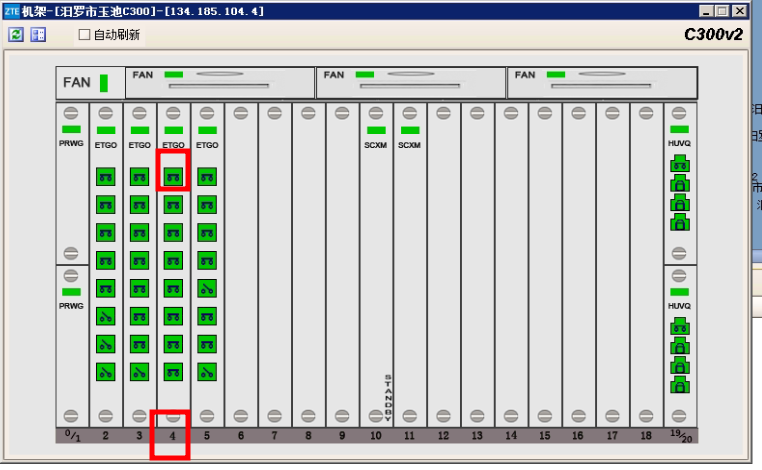 ZTE 机架-[汨罗市玉池C300]-[134.185.104.4]
自动刷新
C300v2
FAN
FAN
FAN
FAN
PRWG
ETGO
ETGO
ETGO
ETGO
SCXM
SCXM
HUVQ
PRWG
HUVQ
STANDBY
0/1 2 3 4 5 6 7 8 9 10 11 12 13 14 15 16 17 18 19/20